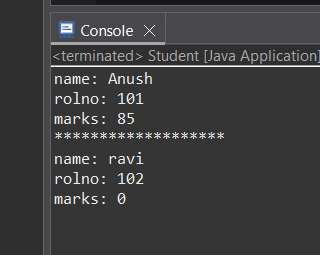 Console
<terminated> Student [Java Application]
name: Anush
rolno: 101
marks: 85
*******************
name: ravi
rolno: 102
marks: 0